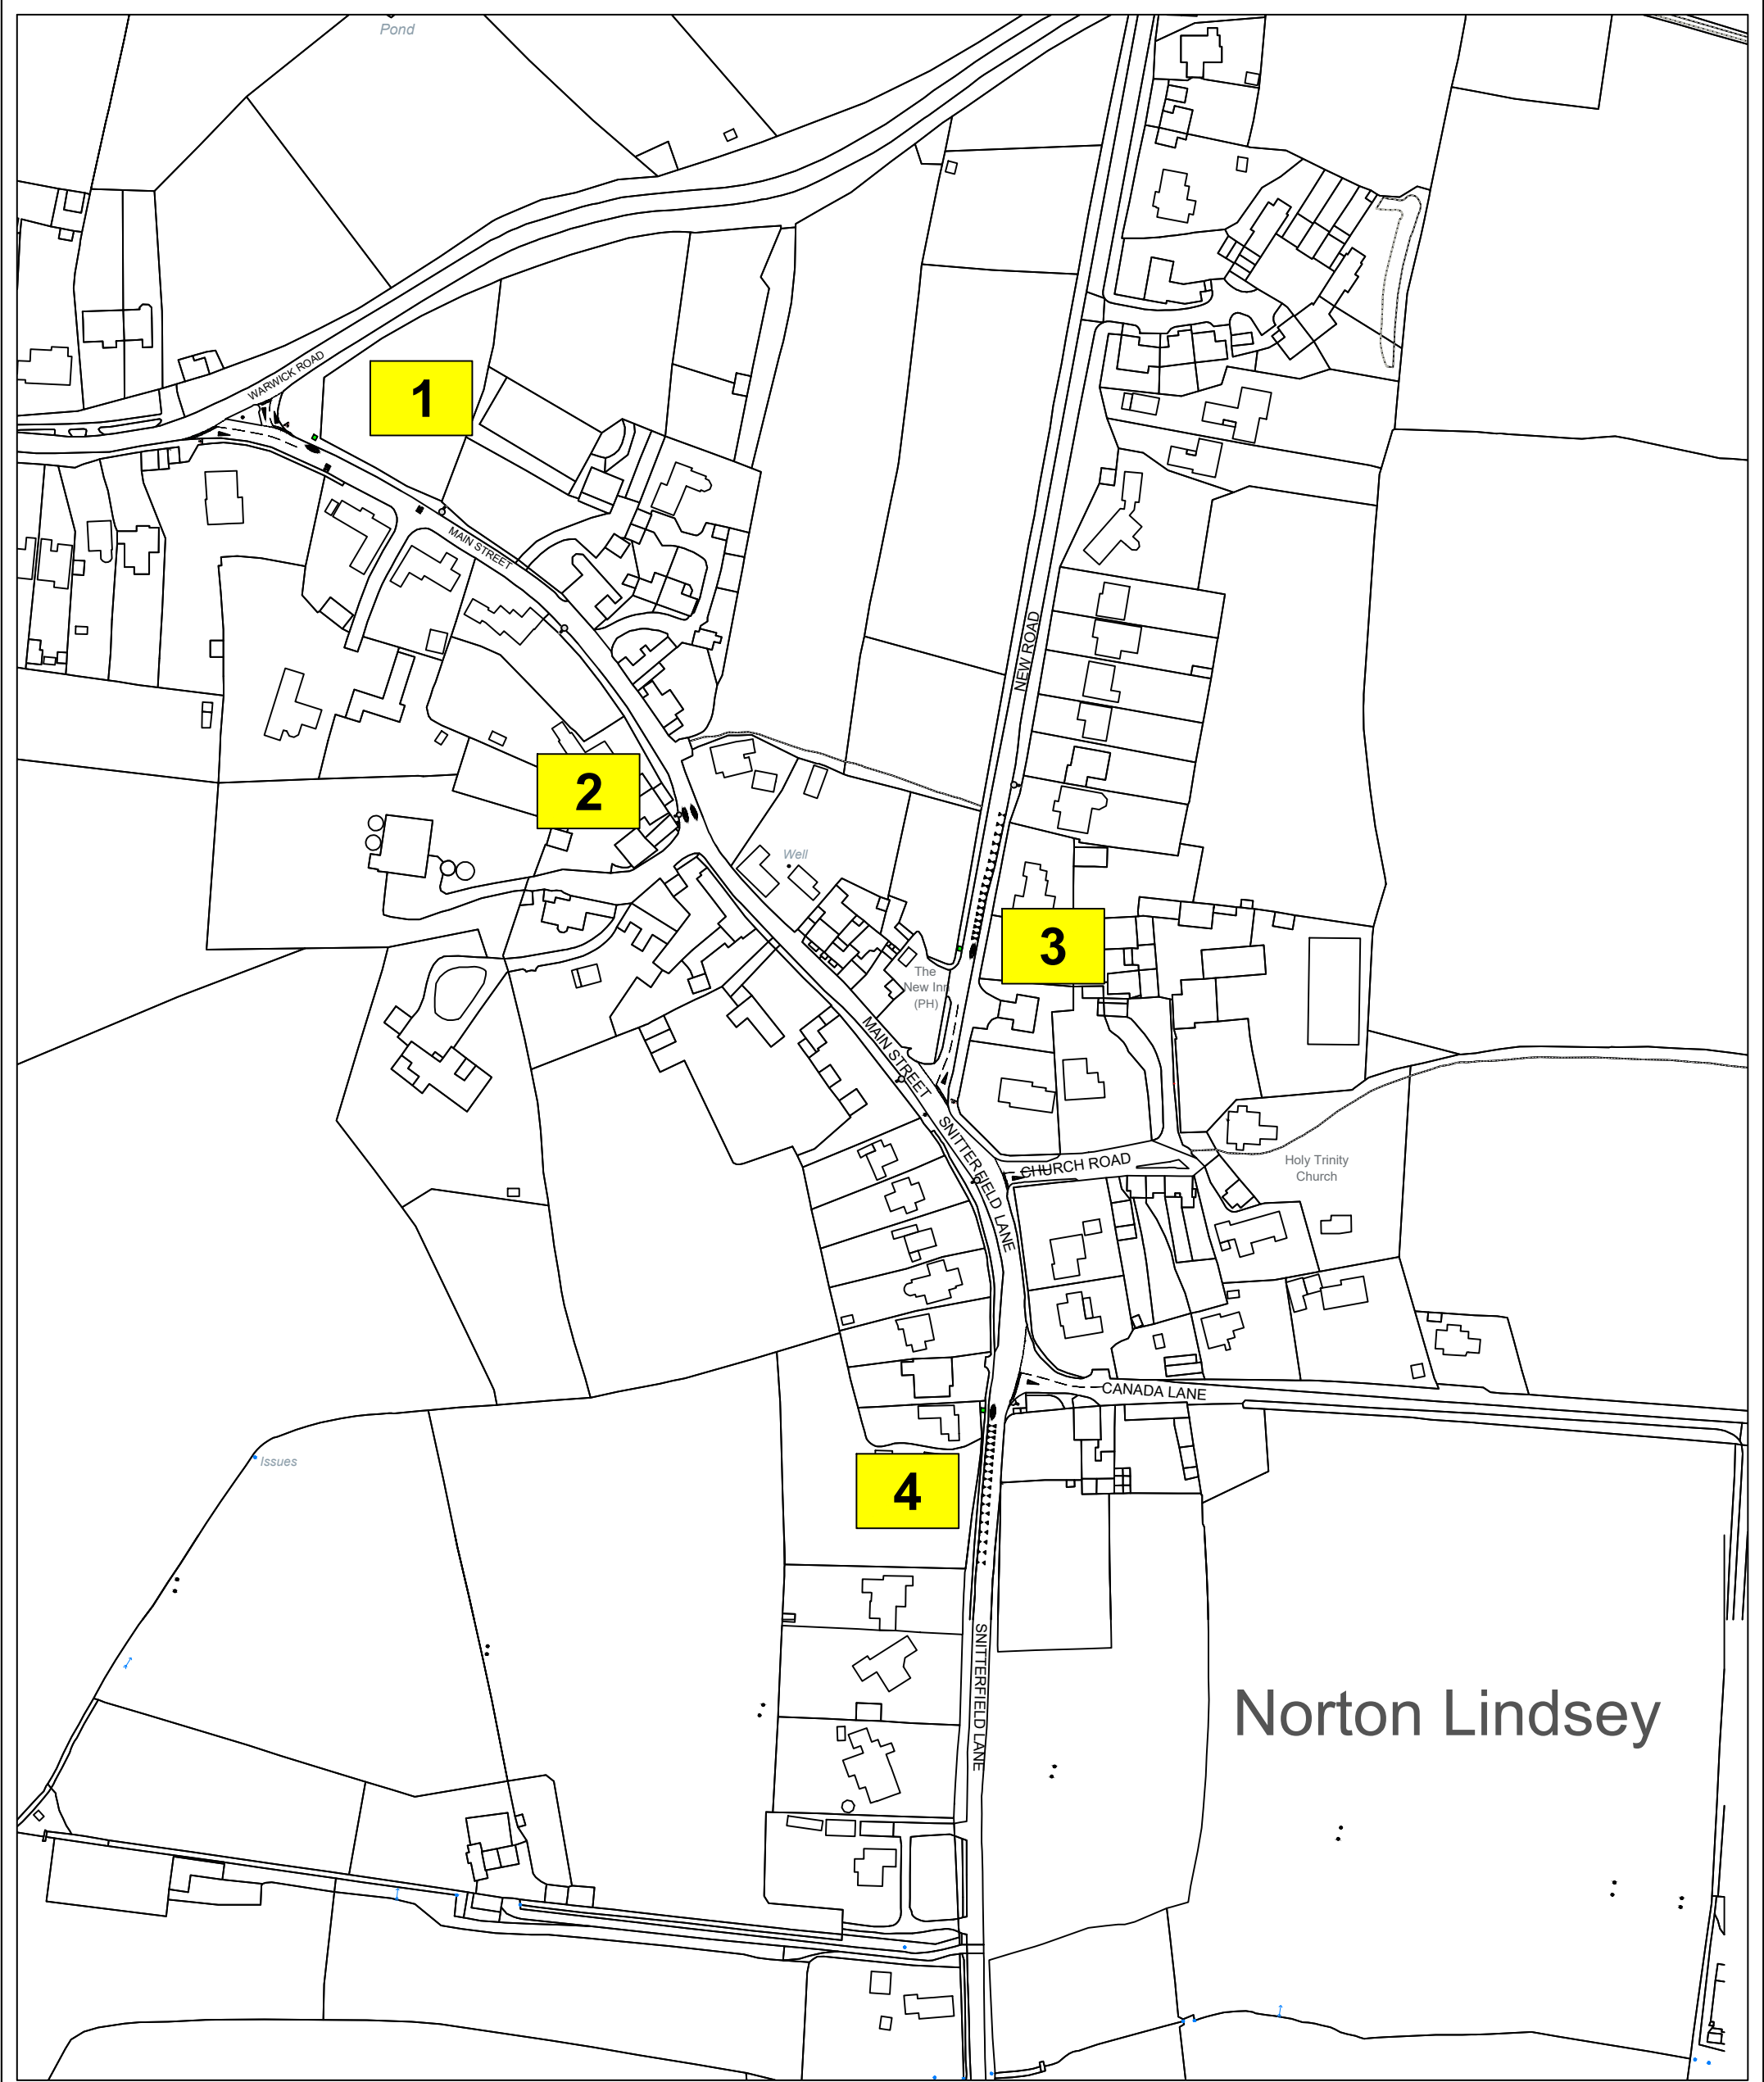 Pond
WARWICK ROAD
1
MAIN STREET
NEW ROAD
2
Well
3
The
New Inn
(PH)
MAIN STREET
SNITTERFIELD LANE
CHURCH ROAD
Holy Trinity
Church
CANADA LANE
Issues
4
SNITTERFIELD LANE
Norton Lindsey